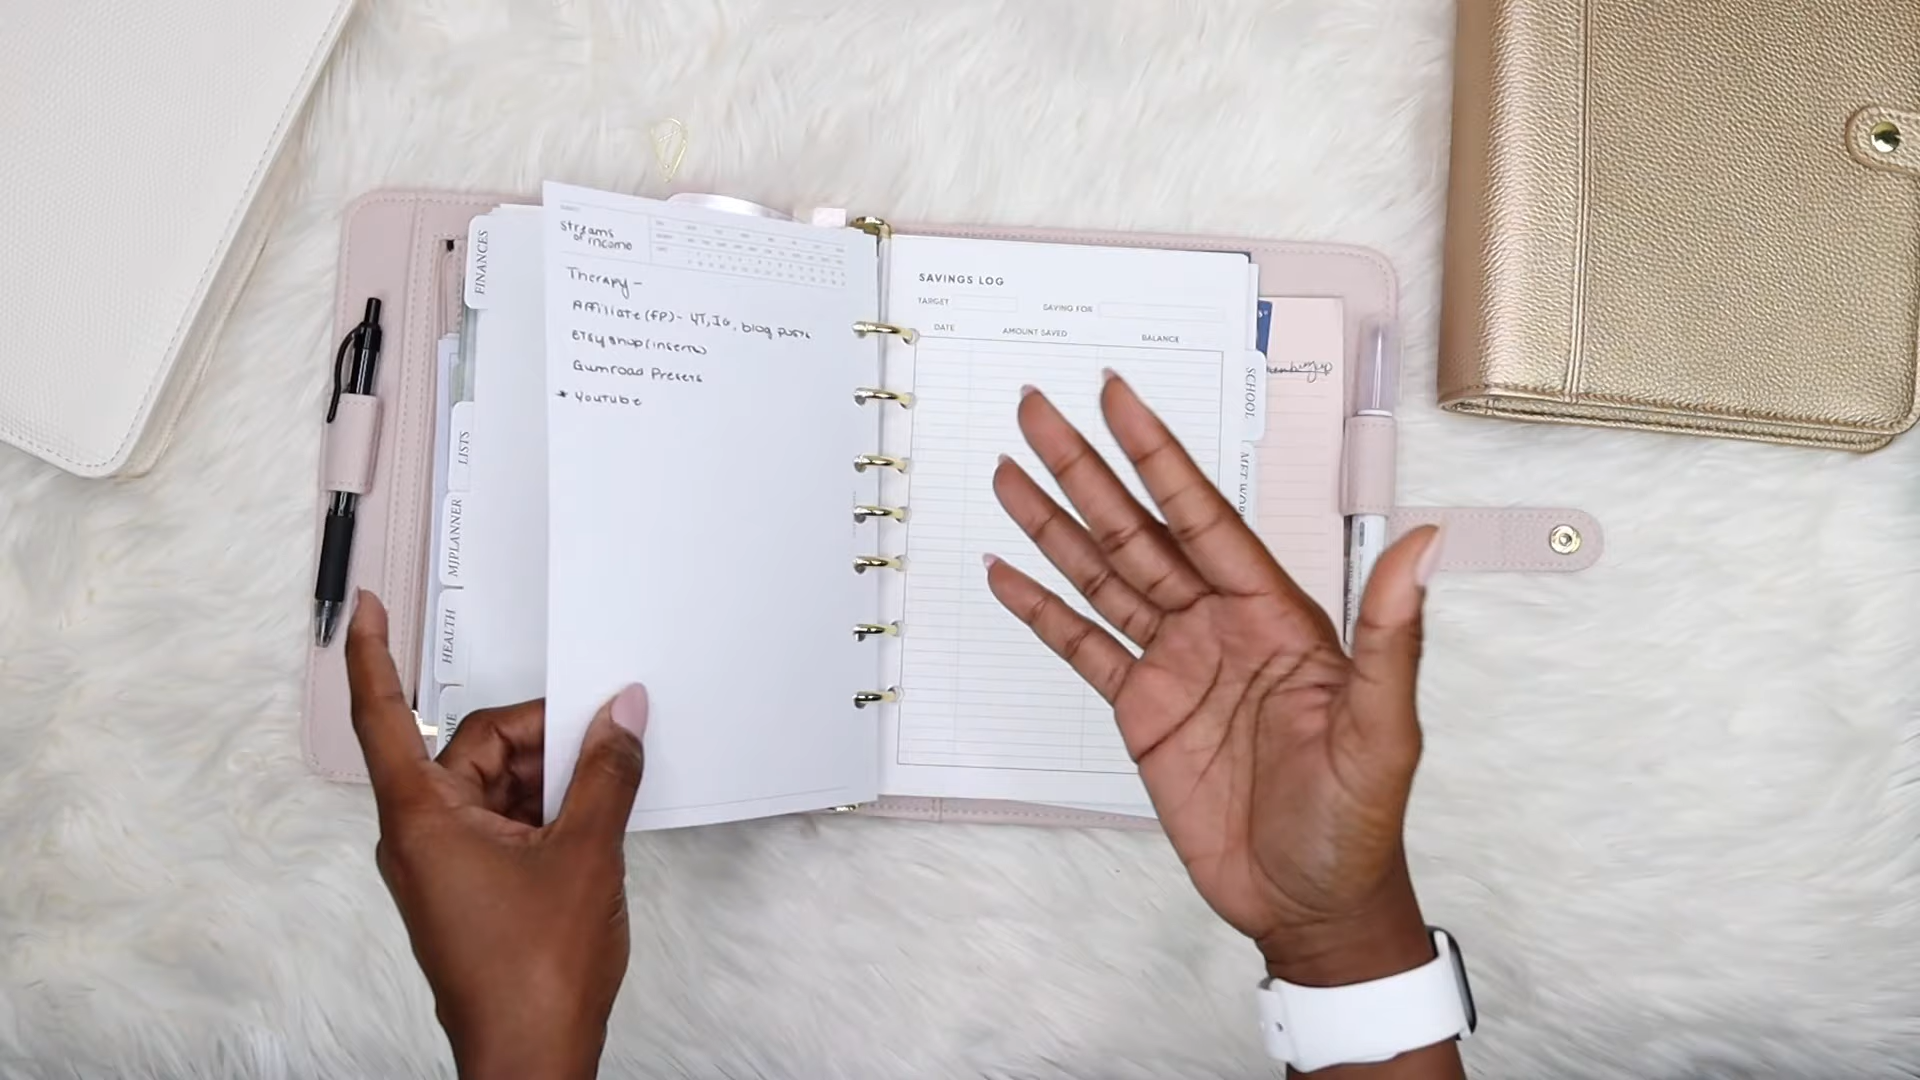 FINANCES
LISTS
MJPLANNER
HEALTH
OME
Streams
of income
Therapy-
Affiliate (FP)- YT, IG, blog posts
Etsy shop (inserts)
Gumroad Presets
* YouTube
SAVINGS LOG
TARGET
SAVING FOR
DATE
AMOUNT SAVED
BALANCE
SCHOOL